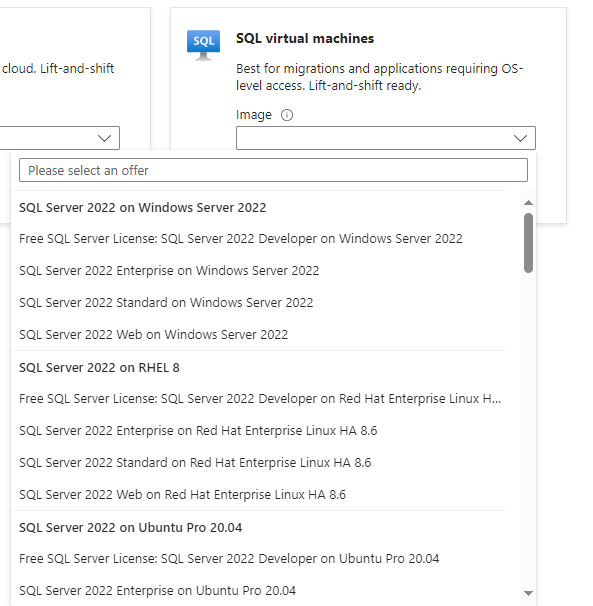 cloud. Lift-and-shift
SQL
SQL virtual machines
Best for migrations and applications requiring OS-
level access. Lift-and-shift ready.
Image
Please select an offer
SQL Server 2022 on Windows Server 2022
Free SQL Server License: SQL Server 2022 Developer on Windows Server 2022
SQL Server 2022 Enterprise on Windows Server 2022
SQL Server 2022 Standard on Windows Server 2022
SQL Server 2022 Web on Windows Server 2022
SQL Server 2022 on RHEL 8
Free SQL Server License: SQL Server 2022 Developer on Red Hat Enterprise Linux H...
SQL Server 2022 Enterprise on Red Hat Enterprise Linux HA 8.6
SQL Server 2022 Standard on Red Hat Enterprise Linux HA 8.6
SQL Server 2022 Web on Red Hat Enterprise Linux HA 8.6
SQL Server 2022 on Ubuntu Pro 20.04
Free SQL Server License: SQL Server 2022 Developer on Ubuntu Pro 20.04
SQL Server 2022 Enterprise on Ubuntu Pro 20.04